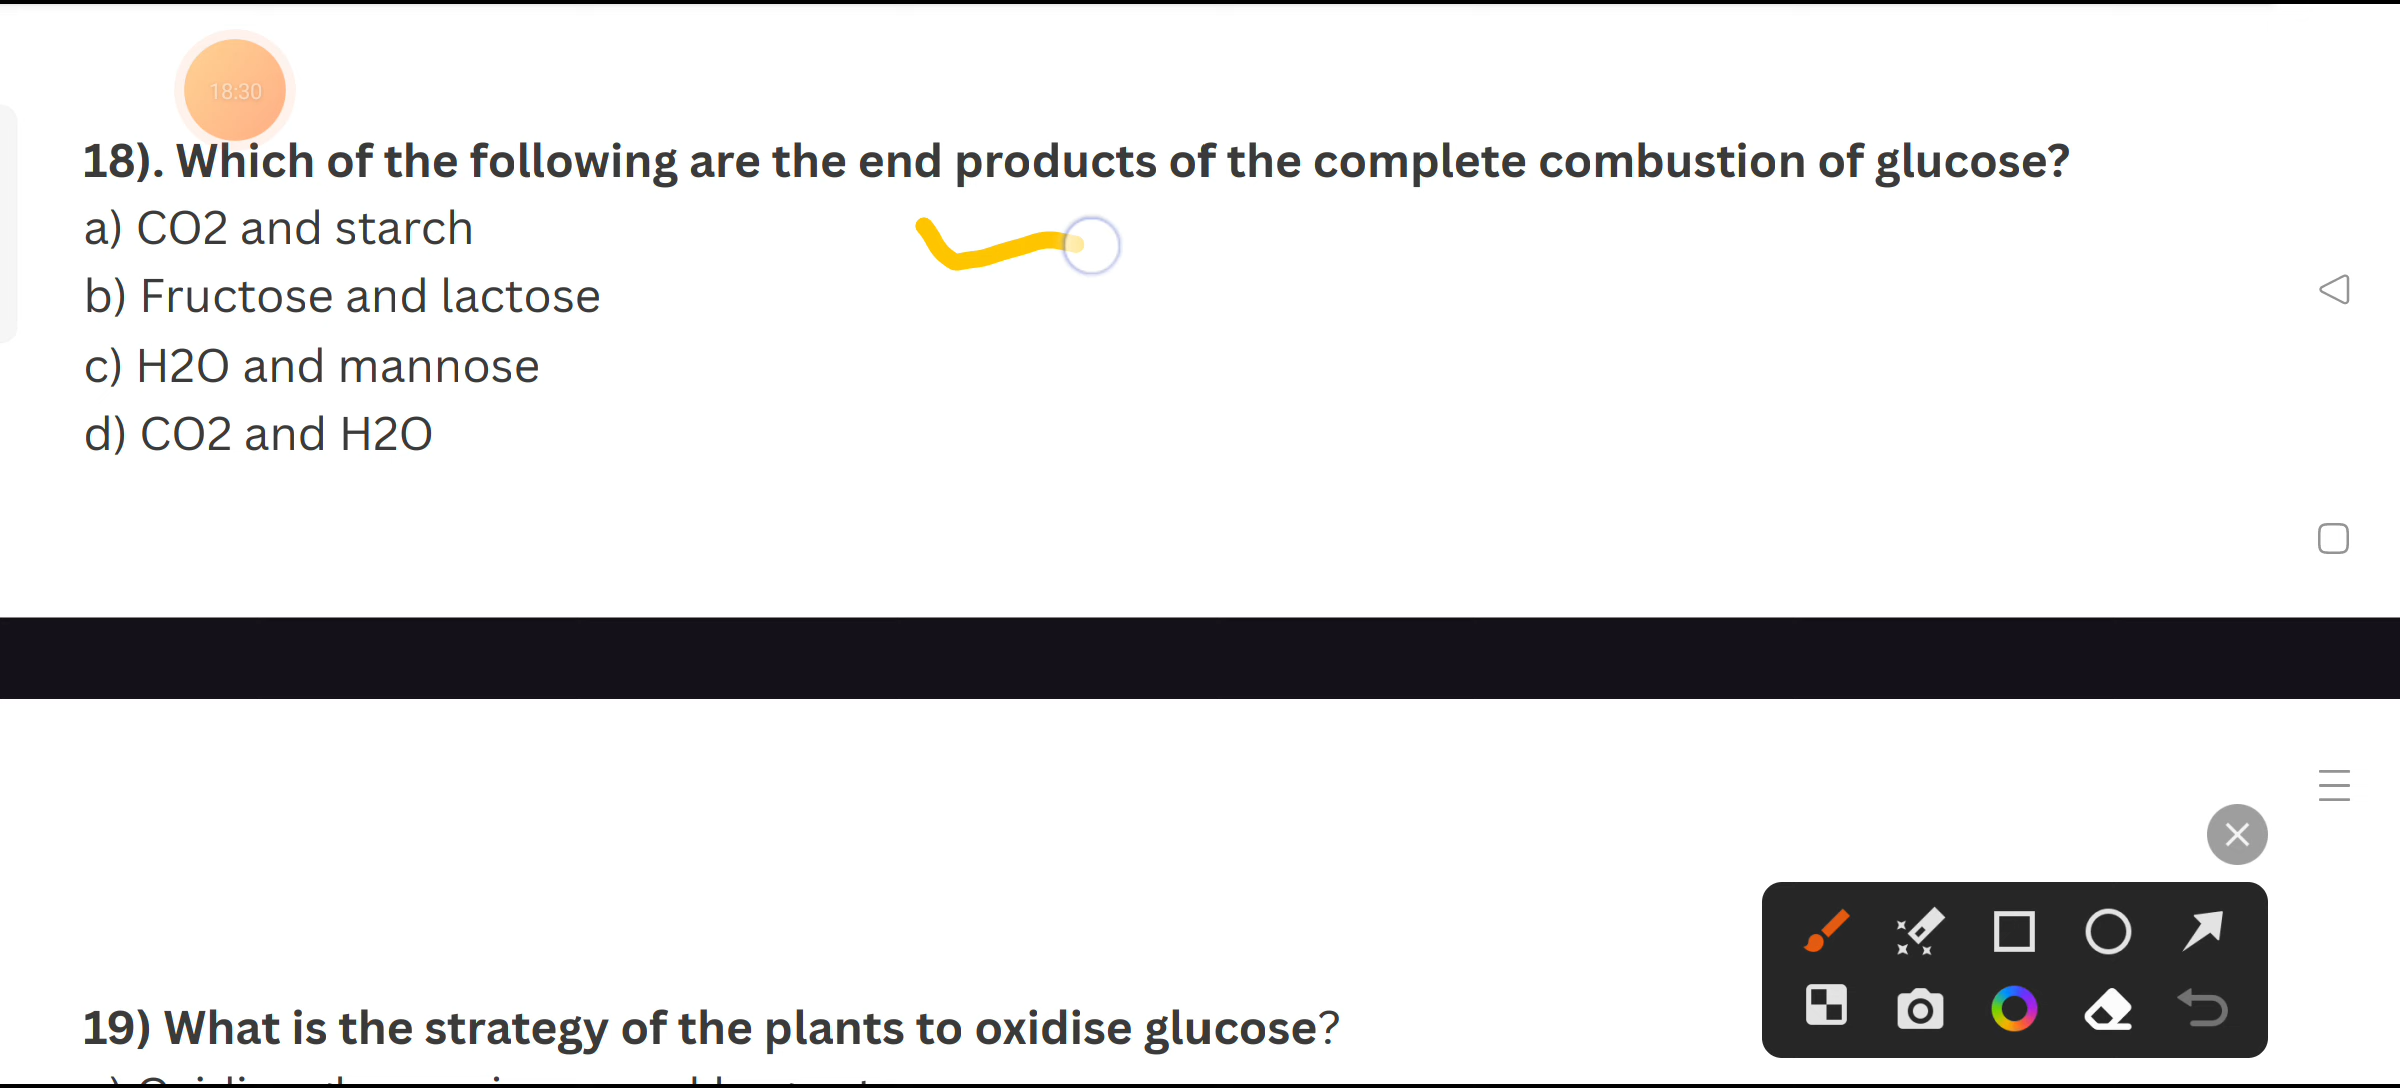 18:30
18). Which of the following are the end products of the complete combustion of glucose?
a) CO2 and starch
b) Fructose and lactose
c) H2O and mannose
d) CO2 and H2O
19) What is the strategy of the plants to oxidise glucose?